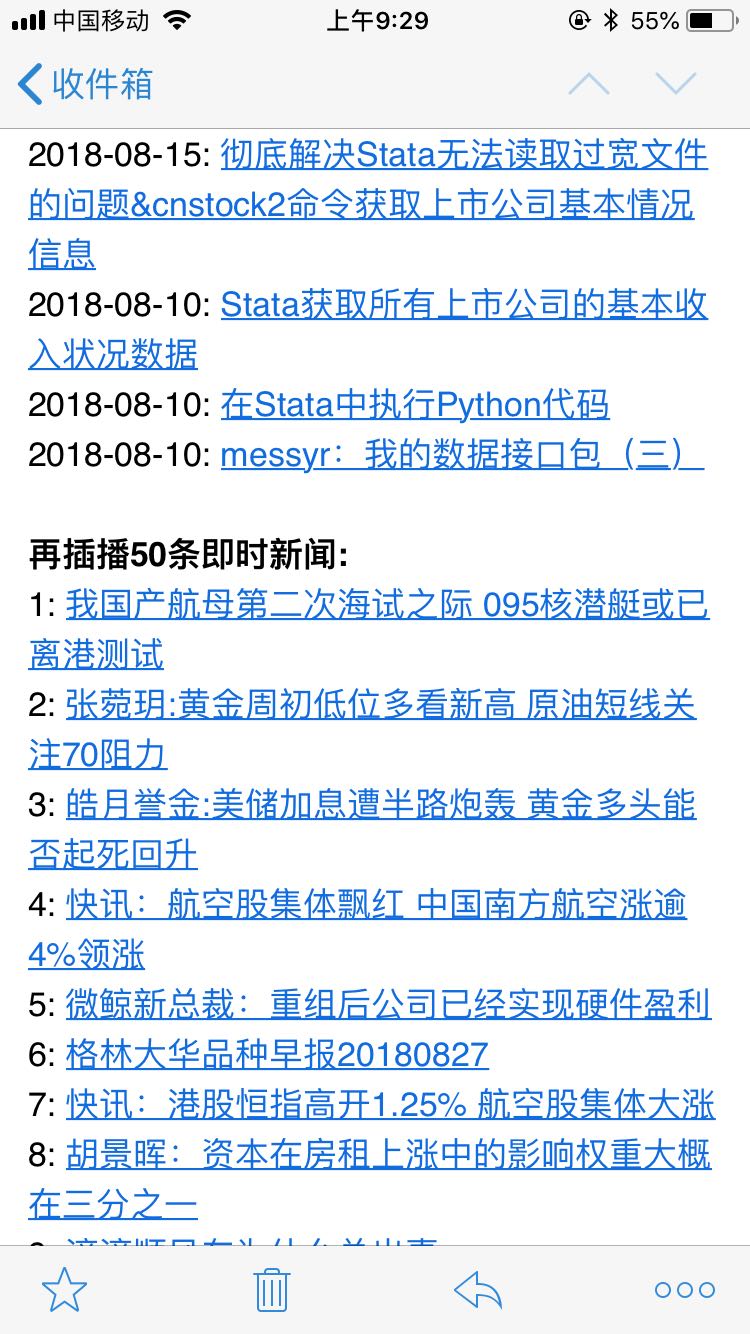 中国移动 上午9:29 55%
收件箱
2018-08-15: 彻底解决Stata无法读取过宽文件
的问题&cnstock2命令获取上市公司基本情况
信息
2018-08-10: Stata获取所有上市公司的基本收
入状况数据
2018-08-10: 在Stata中执行Python代码
2018-08-10: messyr：我的数据接口包（三）
再插播50条即时新闻:
1: 我国产航母第二次海试之际 095核潜艇或已
离港测试
2: 张菀玥:黄金周初低位多看新高 原油短线关
注70阻力
3: 皓月誉金:美储加息遭半路炮轰 黄金多头能
否起死回升
4: 快讯：航空股集体飘红 中国南方航空涨逾
4%领涨
5: 微鲸新总裁：重组后公司已经实现硬件盈利
6: 格林大华品种早报20180827
7: 快讯：港股恒指高开1.25% 航空股集体大涨
8: 胡景晖：资本在房租上涨中的影响权重大概
在三分之一